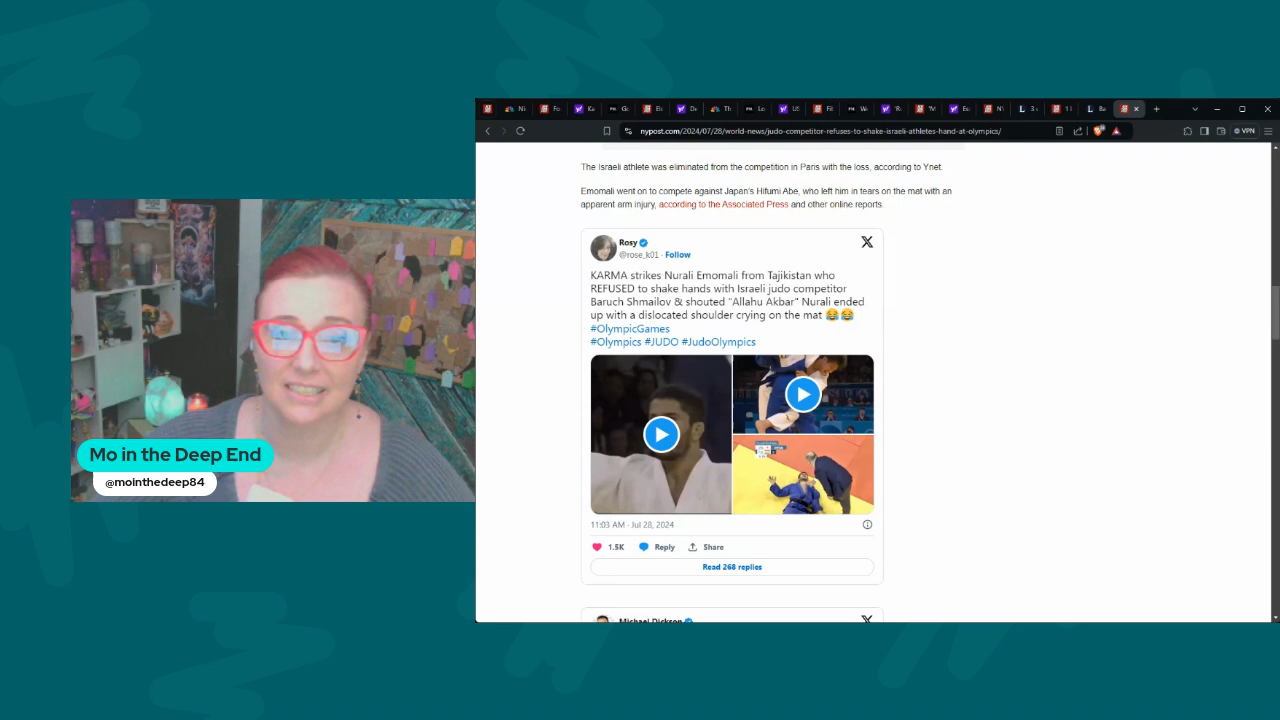 nypost.com/2024/07/28/world-news/judo-competitor-refuses-to-shake-israeli-athletes-hand-at-olympics/
VPN
The Israeli athlete was eliminated from the competition in Paris with the loss, according to Ynet.
Emomali went on to compete against Japan's Hifumi Abe, who left him in tears on the mat with an
apparent arm injury, according to the Associated Press and other online reports.
Rosy
@rose_k01 · Follow
KARMA strikes Nurali Emomali from Tajikistan who
REFUSED to shake hands with Israeli judo competitor
Baruch Shmailov & shouted “Allahu Akbar” Nurali ended
up with a dislocated shoulder crying on the mat 😂😂
#OlympicGames
#Olympics #JUDO #JudoOlympics
11:03 AM · Jul 28, 2024
1.5K Reply Share
Read 268 replies
Michael Dickson
Mo in the Deep End
@mointhedeep84